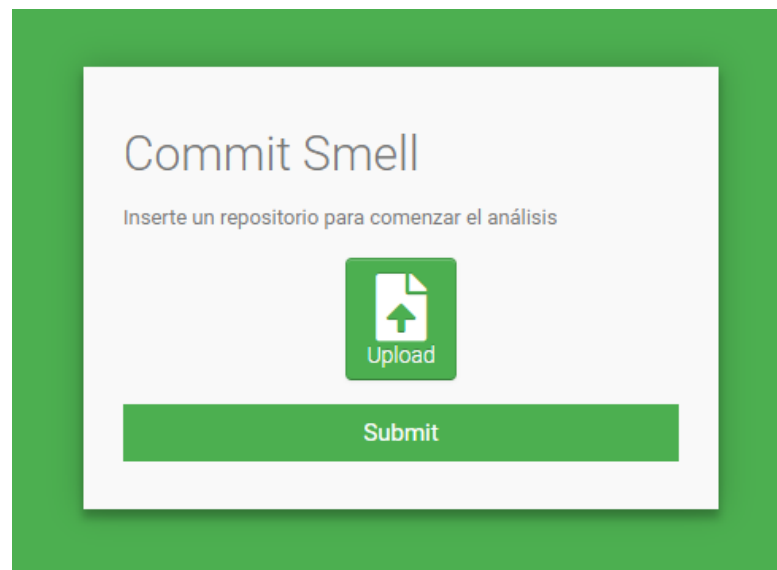 Commit Smell
Inserte un repositorio para comenzar el análisis
Upload
Submit